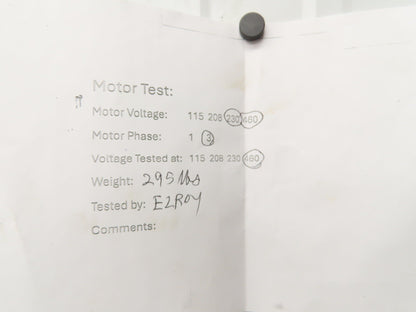 Motor Test:
Motor Voltage: 115 208 230 460
Motor Phase: 1 3
Voltage Tested at: 115 208 230 460
Weight: 295 lbs
Tested by: ELROY
Comments: